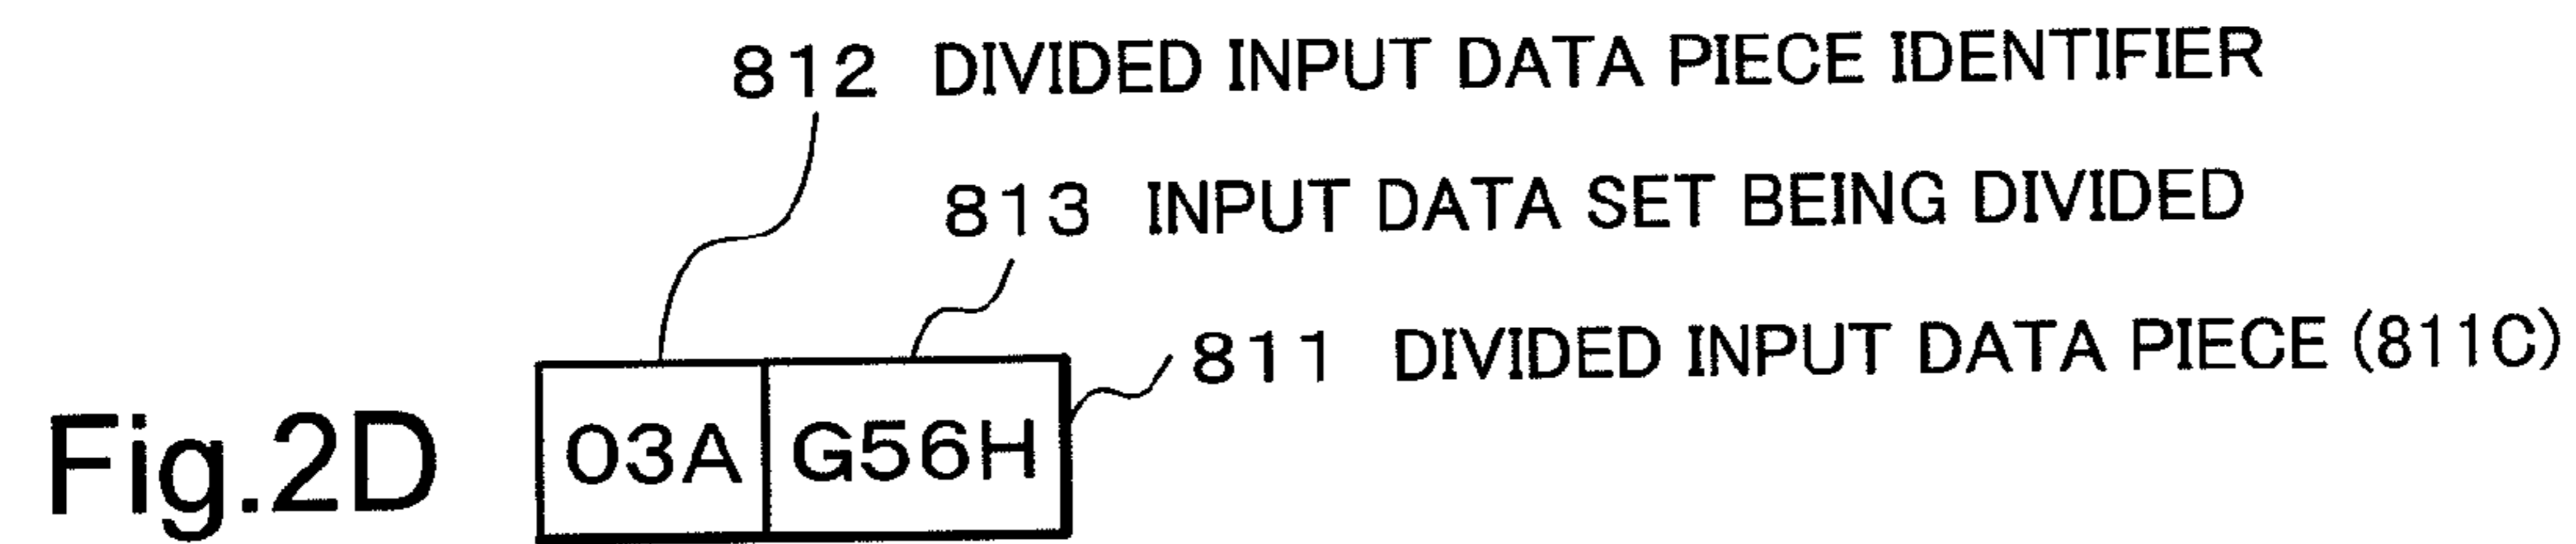 812 DIVIDED INPUT DATA PIECE IDENTIFIER
813 INPUT DATA SET BEING DIVIDED
811 DIVIDED INPUT DATA PIECE (811C)
Fig.2D 03A G56H